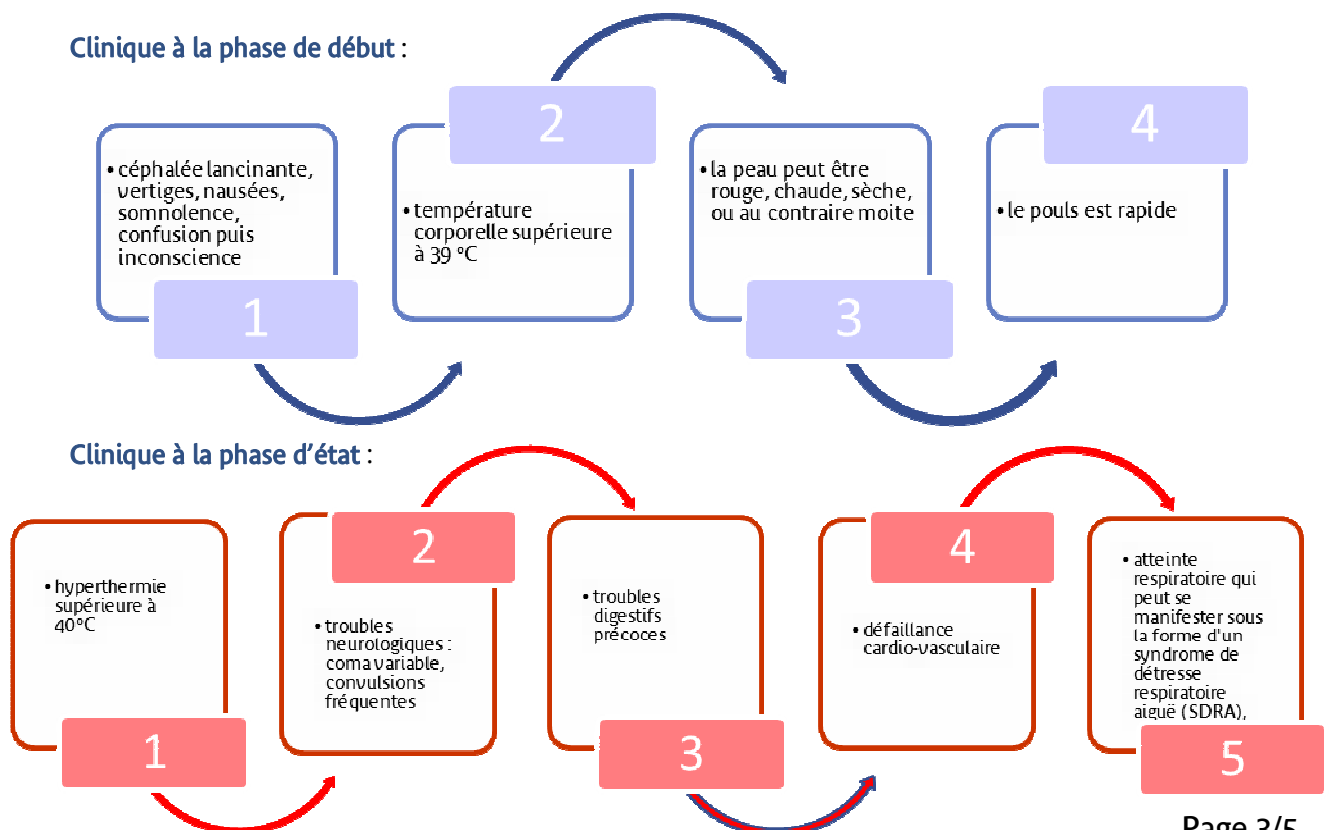 Clinique à la phase de début :
• céphalée lancinante,
vertiges, nausées,
somnolence,
confusion puis
inconscience
1
2
• température
corporelle supérieure
à 39 °C
• la peau peut être
rouge, chaude, sèche,
ou au contraire moite
3
4
• le pouls est rapide
Clinique à la phase d'état :
• hyperthermie
supérieure à
40°C
1
2
• troubles
neurologiques :
coma variable,
convulsions
fréquentes
• troubles
digestifs
précoces
3
4
• défaillance
cardio-vasculaire
• atteinte
respiratoire qui
peut se
manifester sous
la forme d'un
syndrome de
détresse
respiratoire
aiguë (SDRA),
5
Page 3/5